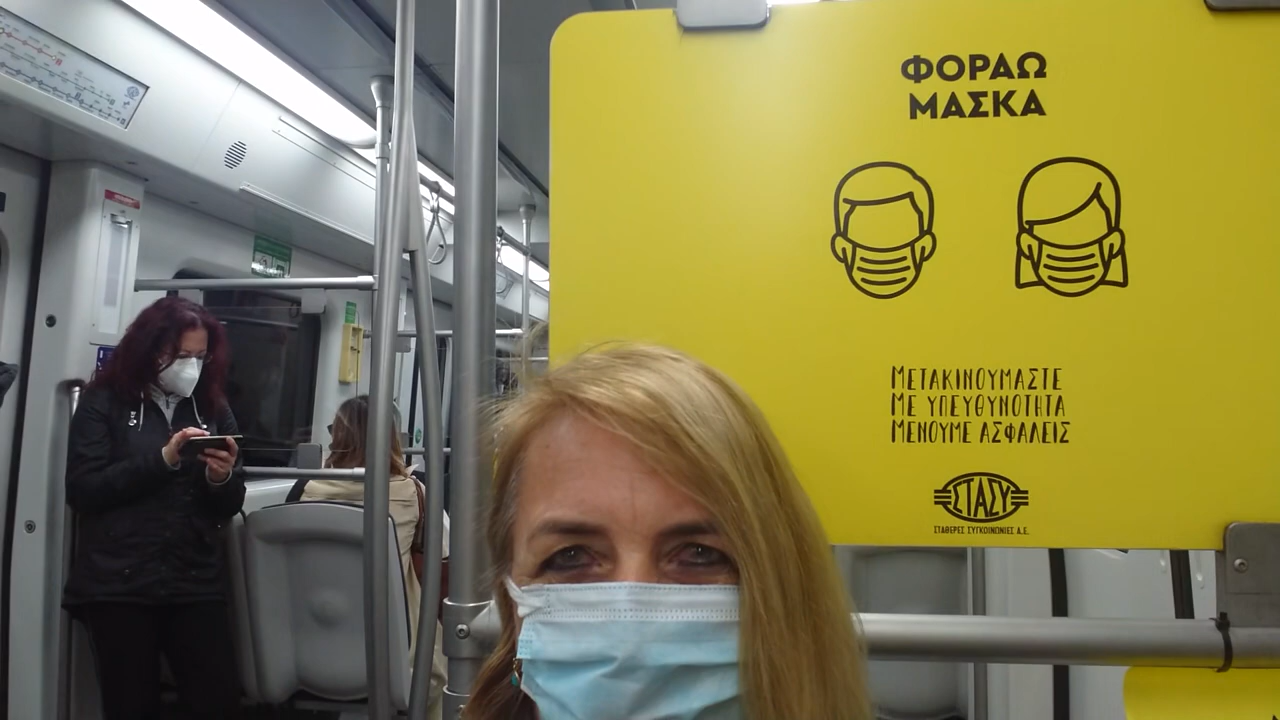 ΦΟΡΑΩ
ΜΑΣΚΑ
ΜΕΤΑΚΙΝΟΥΜΑΣΤΕ
ΜΕ ΥΠΕΥΘΥΝΟΤΗΤΑ
ΜΕΝΟΥΜΕ ΑΣΦΑΛΕΙΣ
ΣΤΑΣΥ
ΣΤΑΘΕΡΕΣ ΣΥΓΚΟΙΝΩΝΙΕΣ Α.Ε.